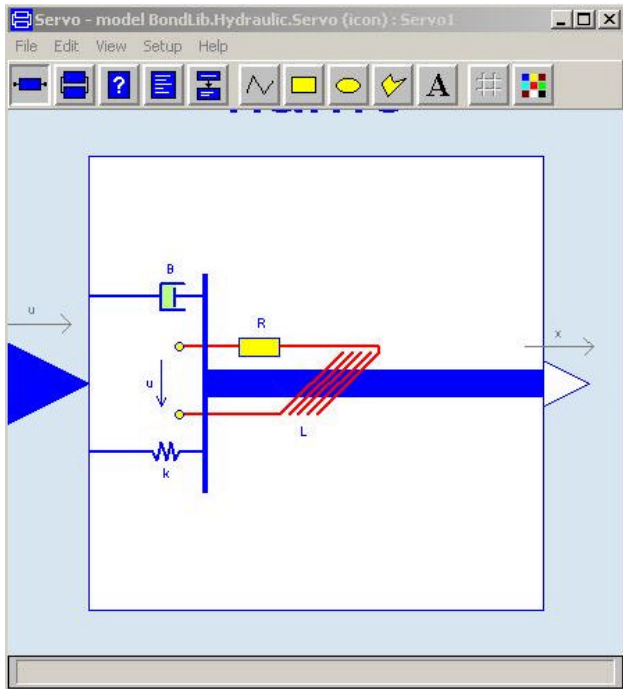 Servo - model BondLib.Hydraulic.Servo (icon) : Servo1
File Edit View Setup Help
? A
B
u
R
x
u
L
k